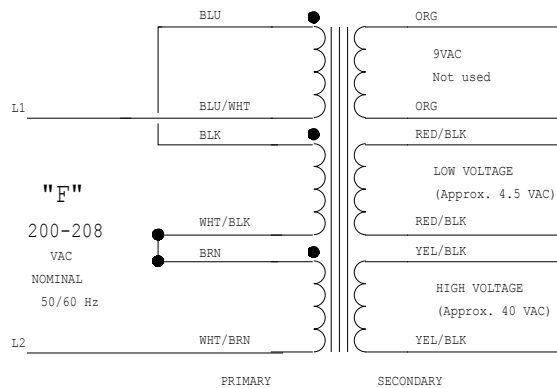 BLU
ORG
9VAC
Not used
L1
BLU/WHT
ORG
BLK
RED/BLK
"F"
200-208
VAC
NOMINAL
50/60 Hz
LOW VOLTAGE
(Approx. 4.5 VAC)
WHT/BLK
RED/BLK
BRN
YEL/BLK
HIGH VOLTAGE
(Approx. 40 VAC)
L2
WHT/BRN
YEL/BLK
PRIMARY
SECONDARY